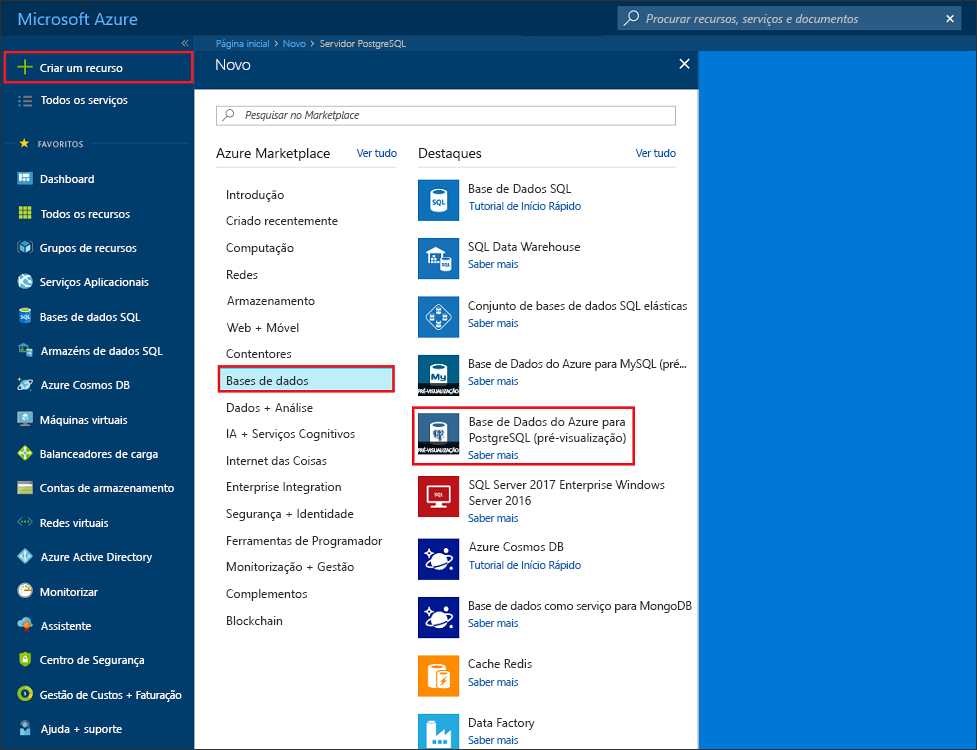 Microsoft Azure
Procurar recursos, serviços e documentos
Página inicial > Novo > Servidor PostgreSQL
Criar um recurso
Todos os serviços
FAVORITOS
Dashboard
Todos os recursos
Grupos de recursos
Serviços Aplicacionais
Bases de dados SQL
Armazéns de dados SQL
Azure Cosmos DB
Máquinas virtuais
Balanceadores de carga
Contas de armazenamento
Redes virtuais
Azure Active Directory
Monitorizar
Assistente
Centro de Segurança
Gestão de Custos + Faturação
Ajuda + suporte
Novo
Pesquisar no Marketplace
Azure Marketplace
Ver tudo
Introdução
Criado recentemente
Computação
Redes
Armazenamento
Web + Móvel
Contentores
Bases de dados
Dados + Análise
IA + Serviços Cognitivos
Internet das Coisas
Enterprise Integration
Segurança + Identidade
Ferramentas de Programador
Monitorização + Gestão
Complementos
Blockchain
Destaques
Ver tudo
SQL
Base de Dados SQL
Tutorial de Início Rápido
SQL Data Warehouse
Saber mais
Conjunto de bases de dados SQL elásticas
Saber mais
My
PRÉ-VISUALIZAÇÃO
Base de Dados do Azure para MySQL (pré...
Saber mais
PRÉ-VISUALIZAÇÃO
Base de Dados do Azure para
PostgreSQL (pré-visualização)
Saber mais
SQL
SQL Server 2017 Enterprise Windows
Server 2016
Saber mais
Azure Cosmos DB
Tutorial de Início Rápido
Base de dados como serviço para MongoDB
Saber mais
Cache Redis
Saber mais
Data Factory
Saber mais